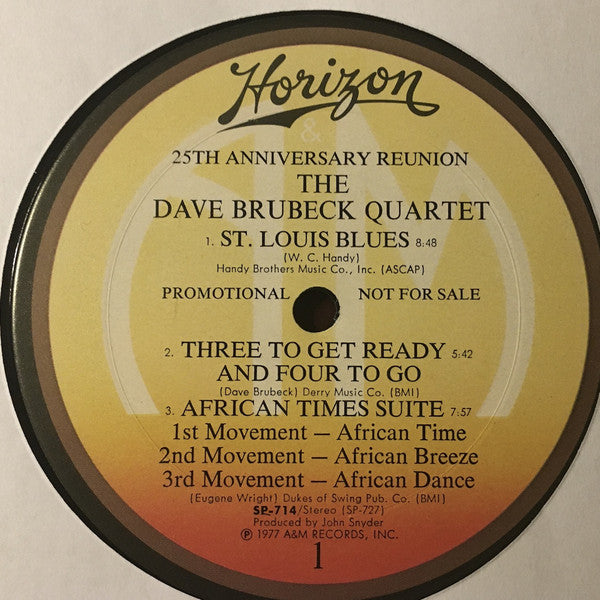 Horizon
&
25TH ANNIVERSARY REUNION
THE
DAVE BRUBECK QUARTET
1. ST. LOUIS BLUES 8:48
(W. C. Handy)
Handy Brothers Music Co., Inc. (ASCAP)
PROMOTIONAL NOT FOR SALE
2. THREE TO GET READY 5:42
AND FOUR TO GO
(Dave Brubeck) Derry Music Co. (BMI)
3. AFRICAN TIMES SUITE 7:57
1st Movement — African Time
2nd Movement — African Breeze
3rd Movement — African Dance
(Eugene Wright) Dukes of Swing Pub. Co. (BMI)
SP-714/Stereo (SP-727)
Produced by John Snyder
℗ 1977 A&M RECORDS, INC.
1